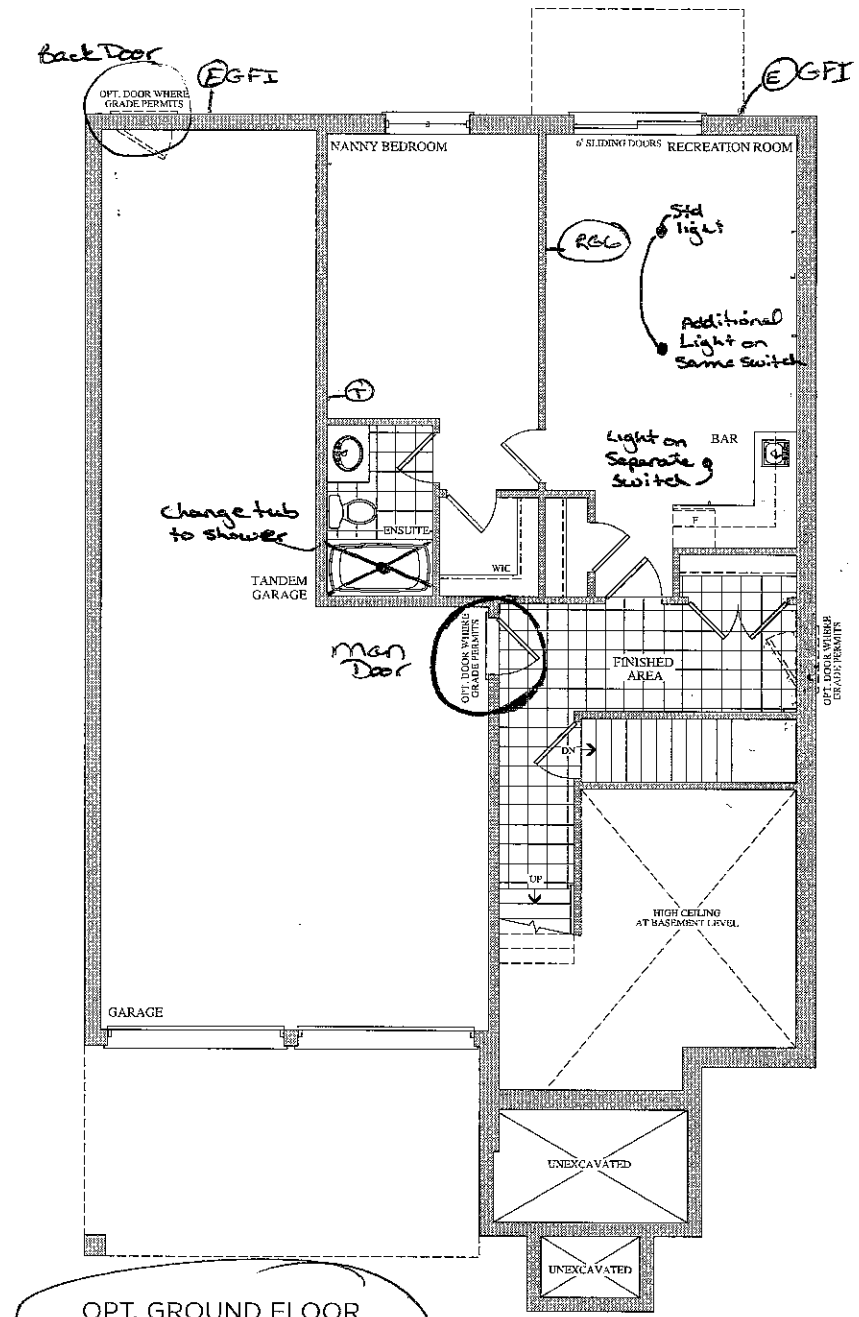 Back Door
OPT. DOOR WHERE
GRADE PERMITS
E GFI
E GFI
NANNY BEDROOM
6' SLIDING DOORS
RECREATION ROOM
Std
light
RG6
Additional
Light on
Same switch
T
Light on
Separate
Switch
BAR
F
Change tub
to shower
ENSUITE
WIC
TANDEM
GARAGE
Man
Door
OPT. DOOR WHERE
GRADE PERMITS
FINISHED
AREA
OPT. DOOR WHERE
GRADE PERMITS
DN
UP
HIGH CEILING
AT BASEMENT LEVEL
GARAGE
UNEXCAVATED
UNEXCAVATED
OPT. GROUND FLOOR